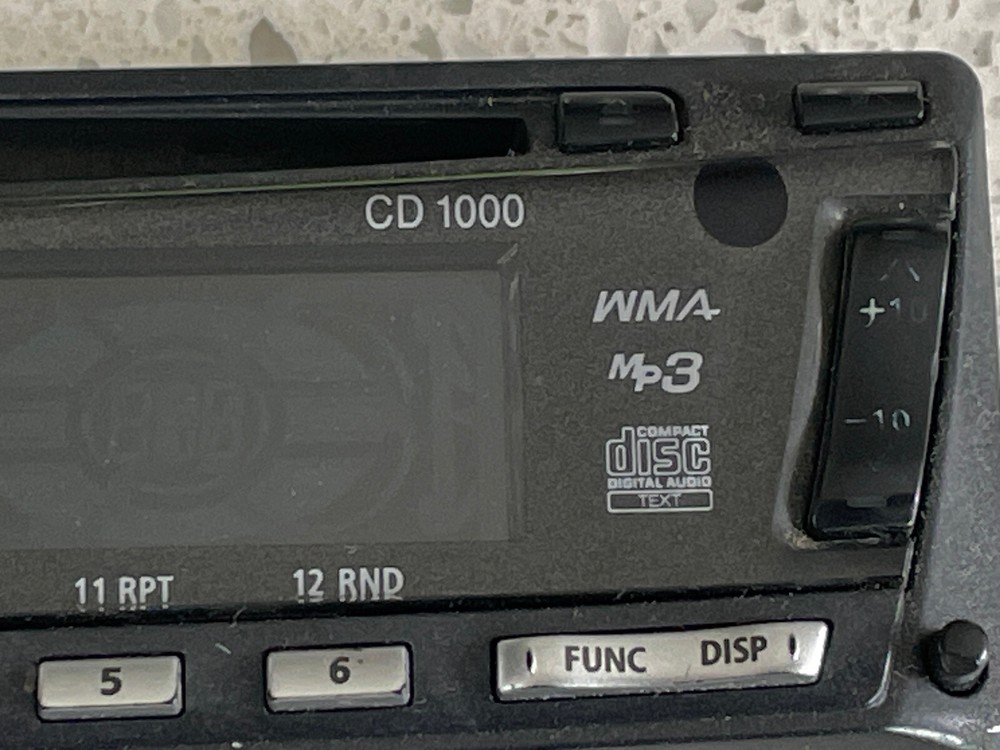 CD 1000
WMA
MP3
COMPACT
disc
DIGITAL AUDIO
TEXT
+10
-10
11 RPT
12 RND
5
6
FUNC
DISP